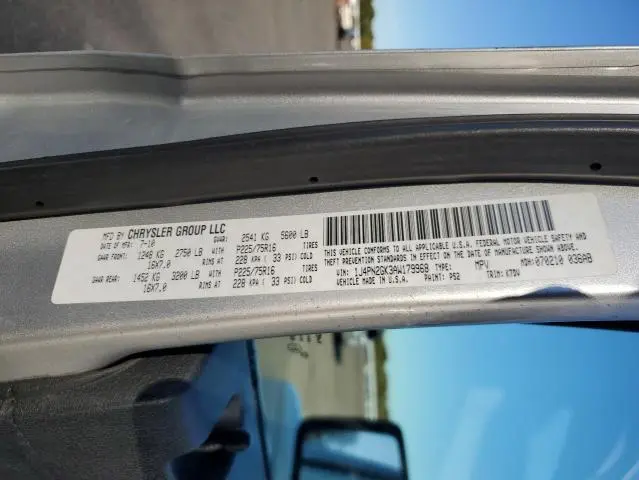 MFD BY CHRYSLER GROUP LLC
DATE OF MFR: 7-10 GVWR: 2541 KG 5600 LB
GAWR FRONT: 1248 KG 2750 LB WITH P225/75R16 TIRES
16X7.0 RIMS AT 228 KPA ( 33 PSI) COLD
GAWR REAR: 1452 KG 3200 LB WITH P225/75R16 TIRES
16X7.0 RIMS AT 228 KPA ( 33 PSI) COLD
THIS VEHICLE CONFORMS TO ALL APPLICABLE U.S.A. FEDERAL MOTOR VEHICLE SAFETY AND
THEFT PREVENTION STANDARDS IN EFFECT ON THE DATE OF MANUFACTURE SHOWN ABOVE
VIN: 1J4PN2GK3AW179968 TYPE: MPV MDH: 070210 036AB
VEHICLE MADE IN U.S.A. PAINT: PS2 TRIM: V7DV